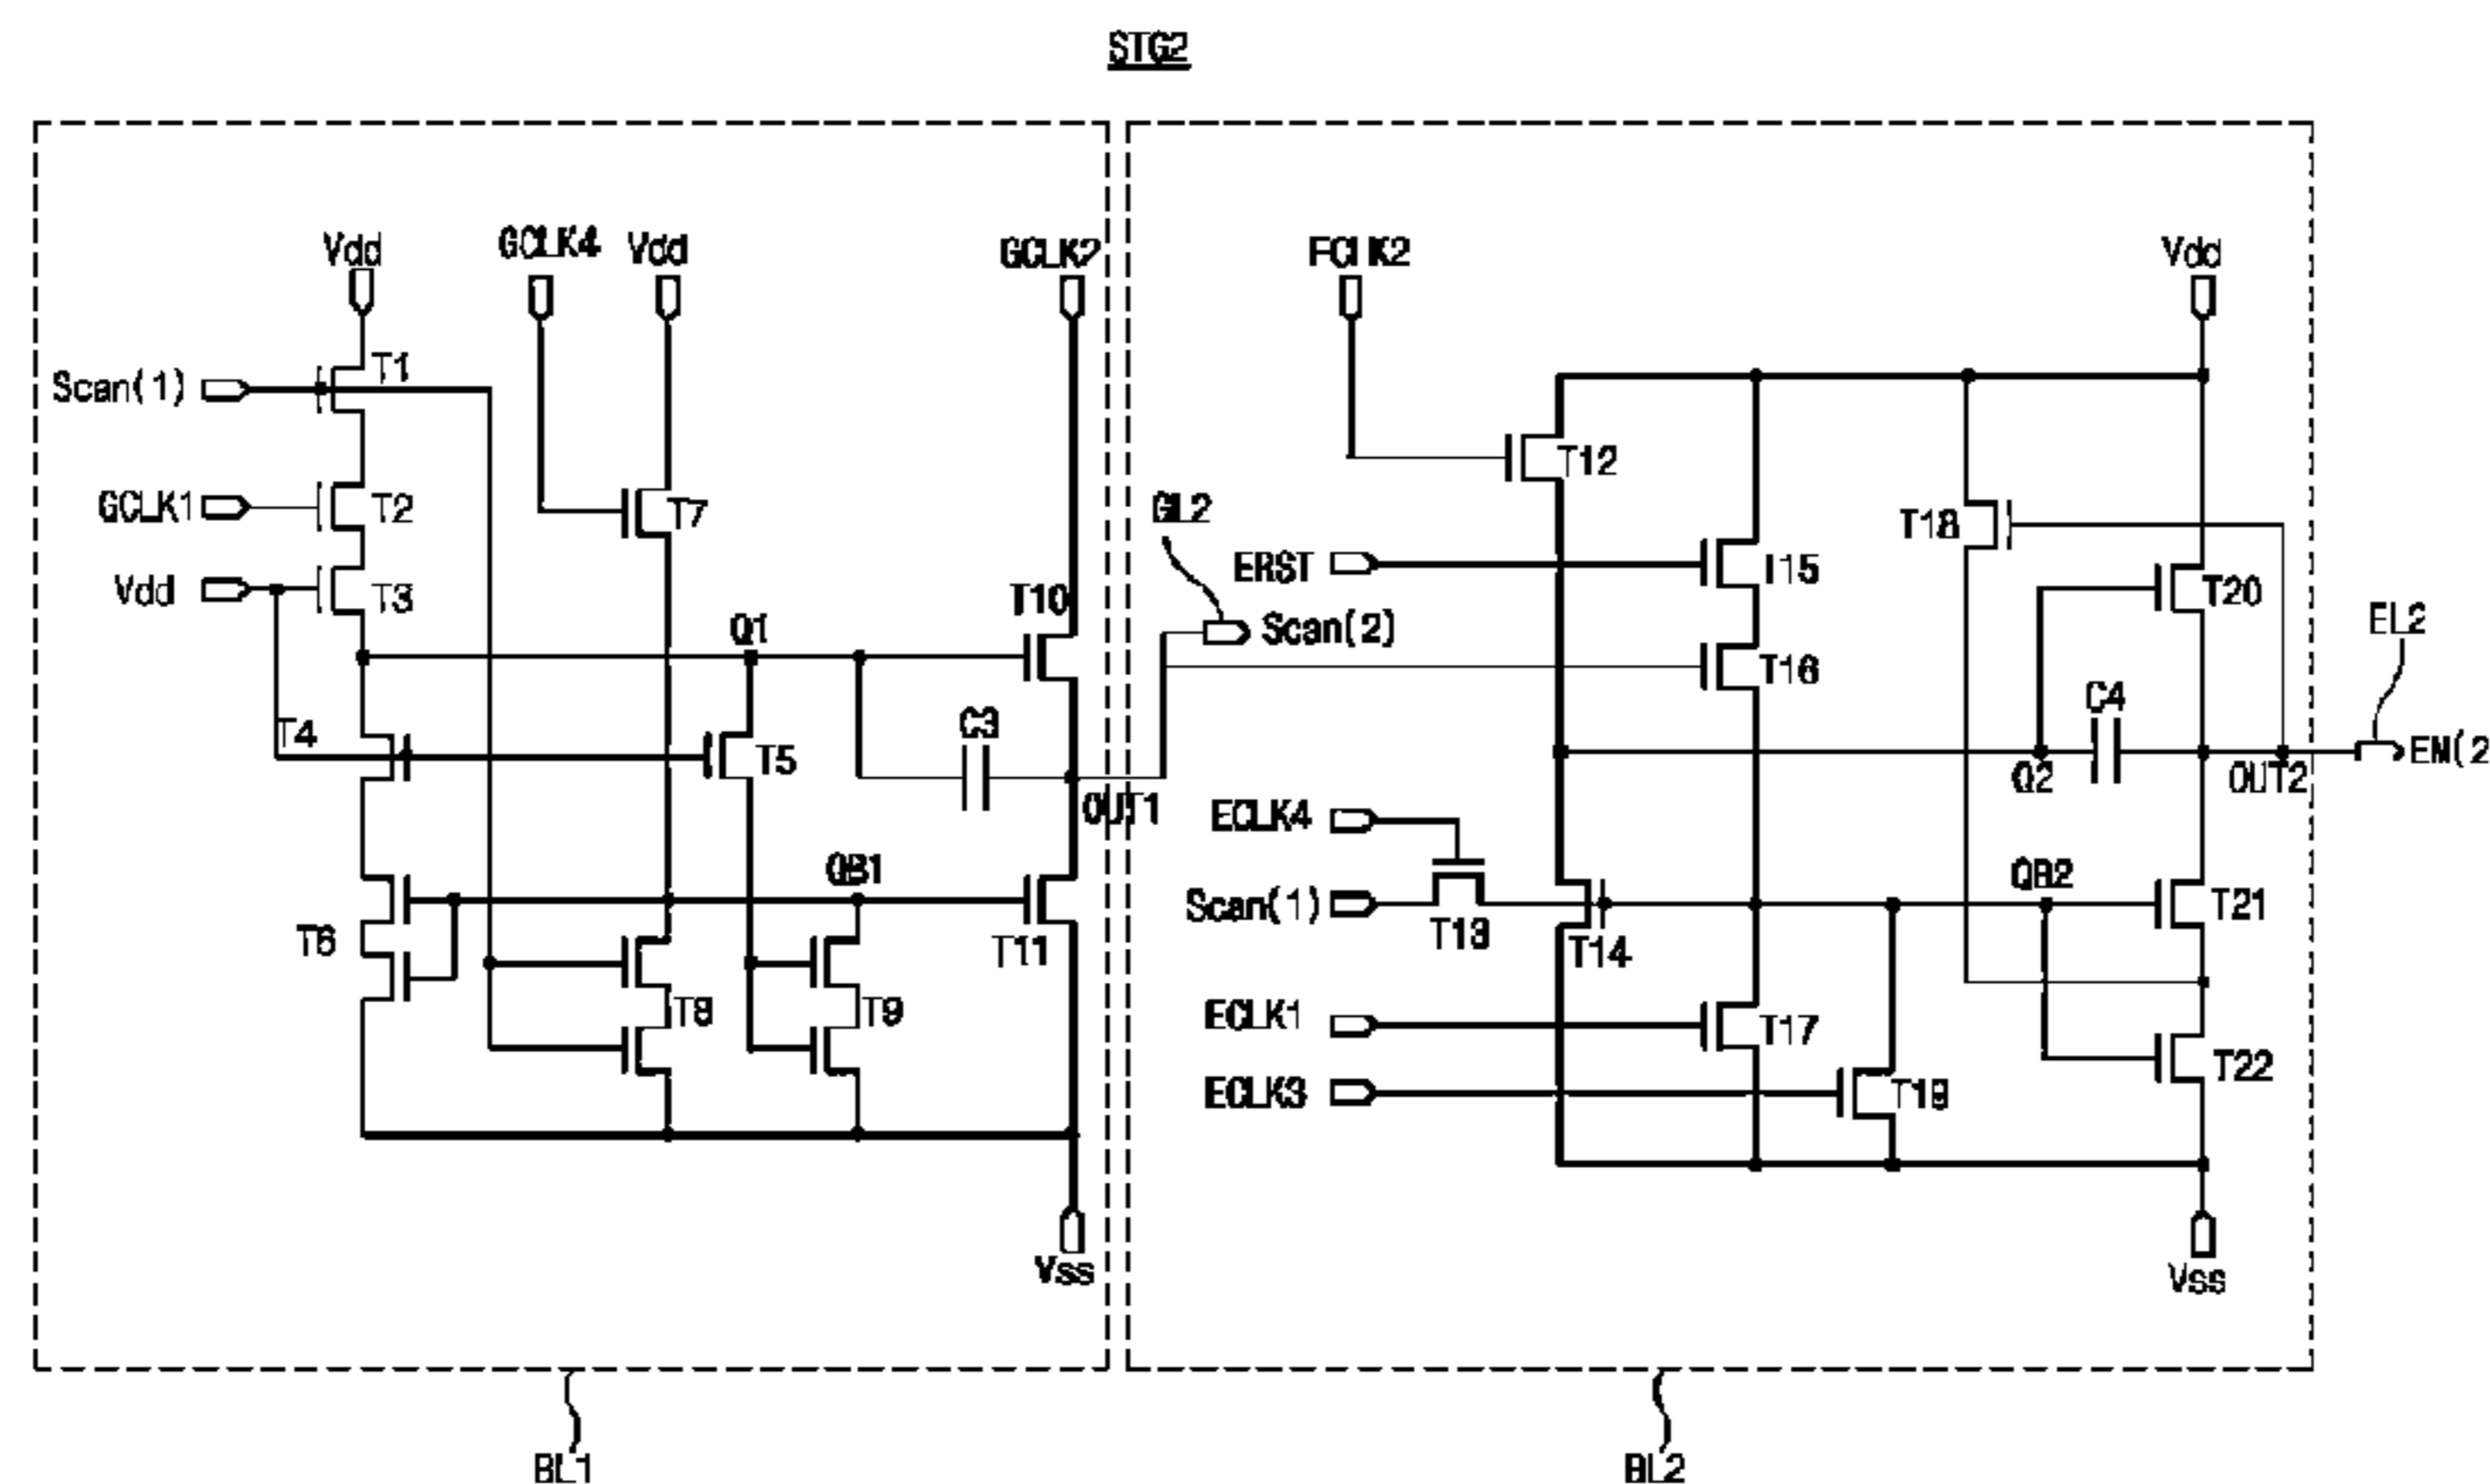 STG2
Vdd
GCLK4
Vdd
GCLK2
FCLK2
Vdd
Scan(1)
T1
GCLK1
T2
T7
T12
GL2
T18
Vdd
T3
ERST
T15
T20
Q1
T10
Scan(2)
T16
EL2
T4
T5
C3
C4
OUT1
Q2
OUT2
EM(2
ECLK4
QB1
QB2
Scan(1)
T13
T14
T21
T6
T11
T8
T9
ECLK1
T17
T22
ECLK3
T19
Vss
Vss
BL1
BL2